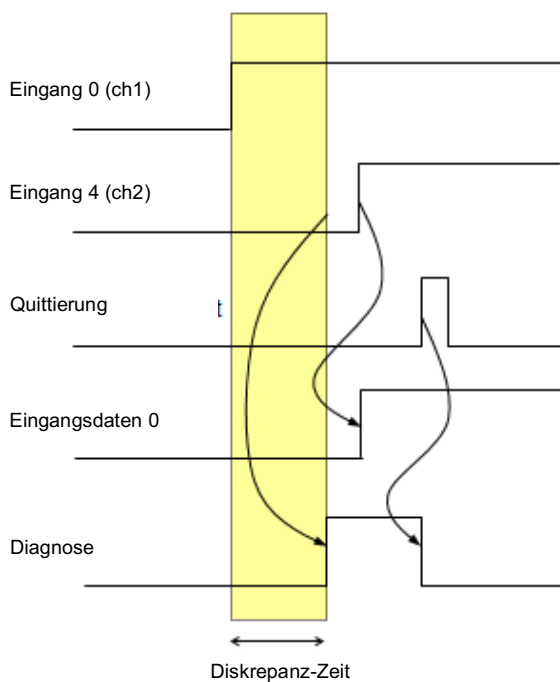 Eingang 0 (ch1)
Eingang 4 (ch2)
Quittierung
t
Eingangsdaten 0
Diagnose
Diskrepanz-Zeit